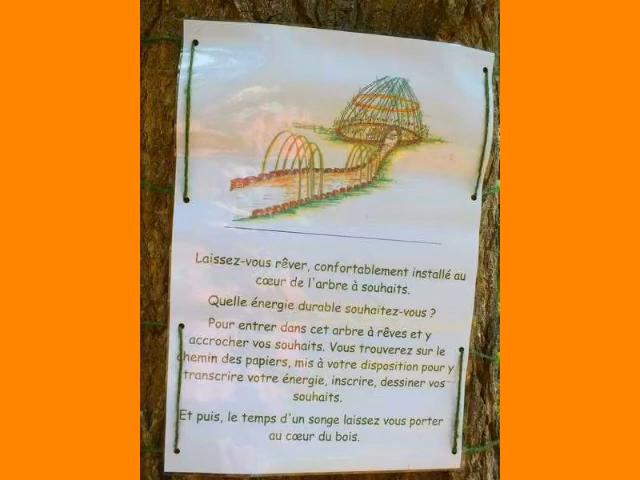 Laissez-vous rêver, confortablement installé au
cœur de l'arbre à souhaits.
Quelle énergie durable souhaitez-vous ?
Pour entrer dans cet arbre à rêves et y
accrocher vos souhaits. Vous trouverez sur le
chemin des papiers, mis à votre disposition pour y
transcrire votre énergie, inscrire, dessiner vos
souhaits.
Et puis, le temps d'un songe laissez vous porter
au cœur du bois.